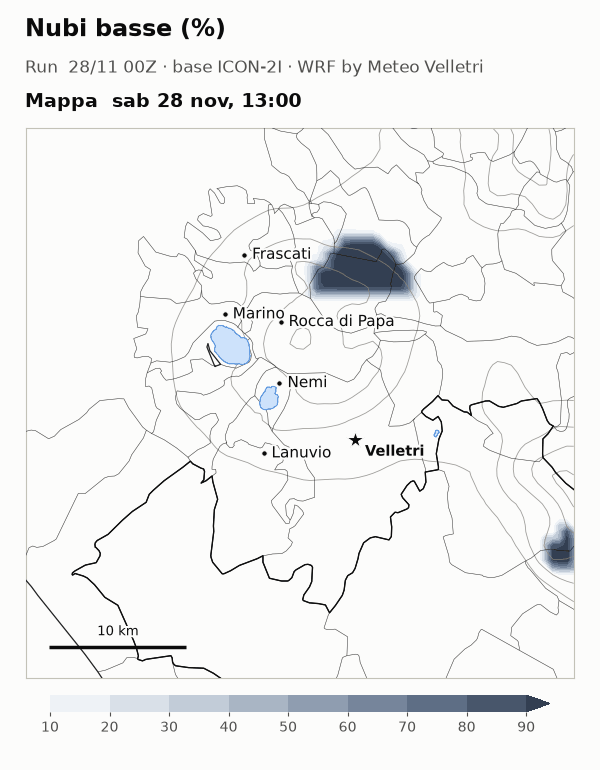 Nubi basse (%)
Run  28/11 00Z · base ICON-2I · WRF by Meteo Velletri
Mappa  sab 28 nov, 13:00
Frascati
Marino
Rocca di Papa
Nemi
Velletri
Lanuvio
10 km
10 20 30 40 50 60 70 80 90